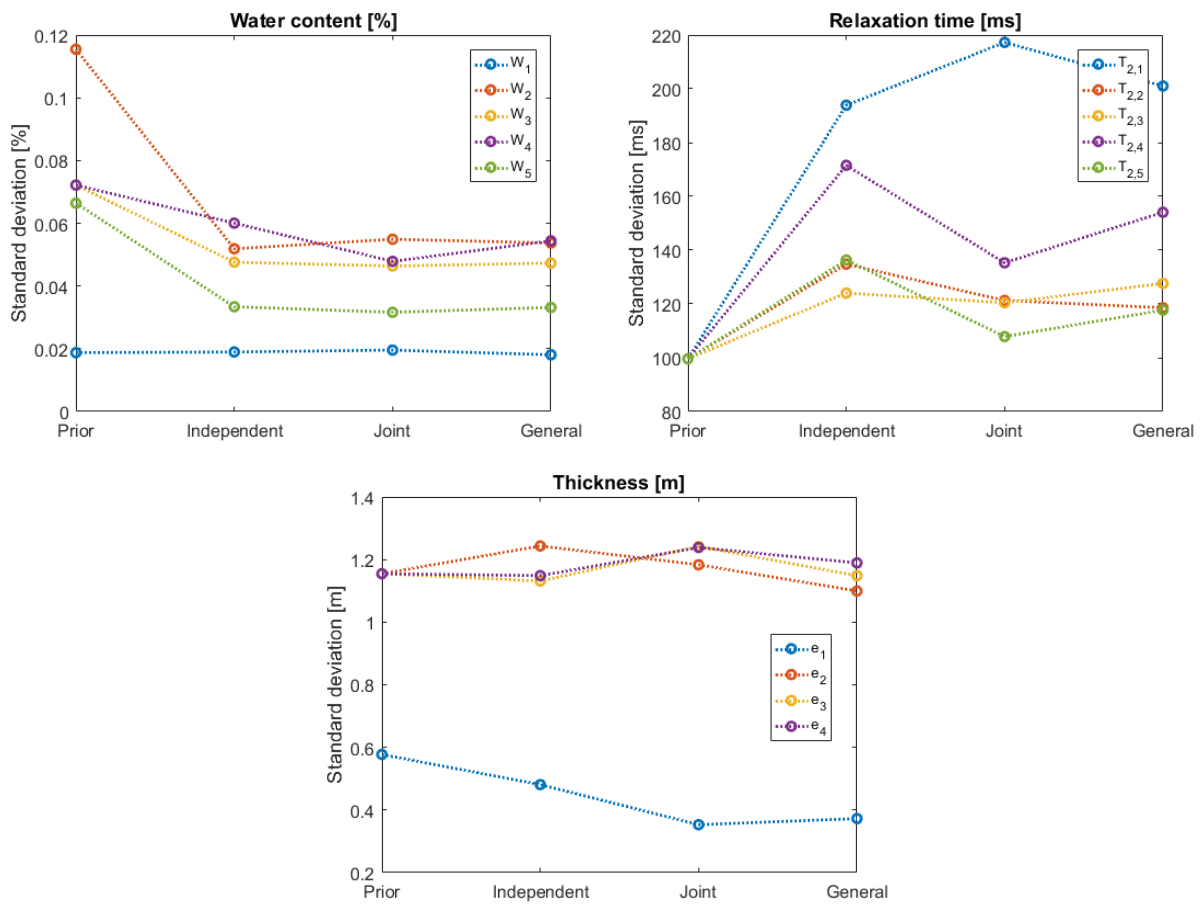 Water content [%]
Standard deviation [%]
0.12
0.1
0.08
0.06
0.04
0.02
0
Prior
Independent
Joint
General
W1
W2
W3
W4
W5
Relaxation time [ms]
Standard deviation [ms]
220
200
180
160
140
120
100
80
Prior
Independent
Joint
General
T2,1
T2,2
T2,3
T2,4
T2,5
Thickness [m]
Standard deviation [m]
1.4
1.2
1
0.8
0.6
0.4
0.2
Prior
Independent
Joint
General
e1
e2
e3
e4